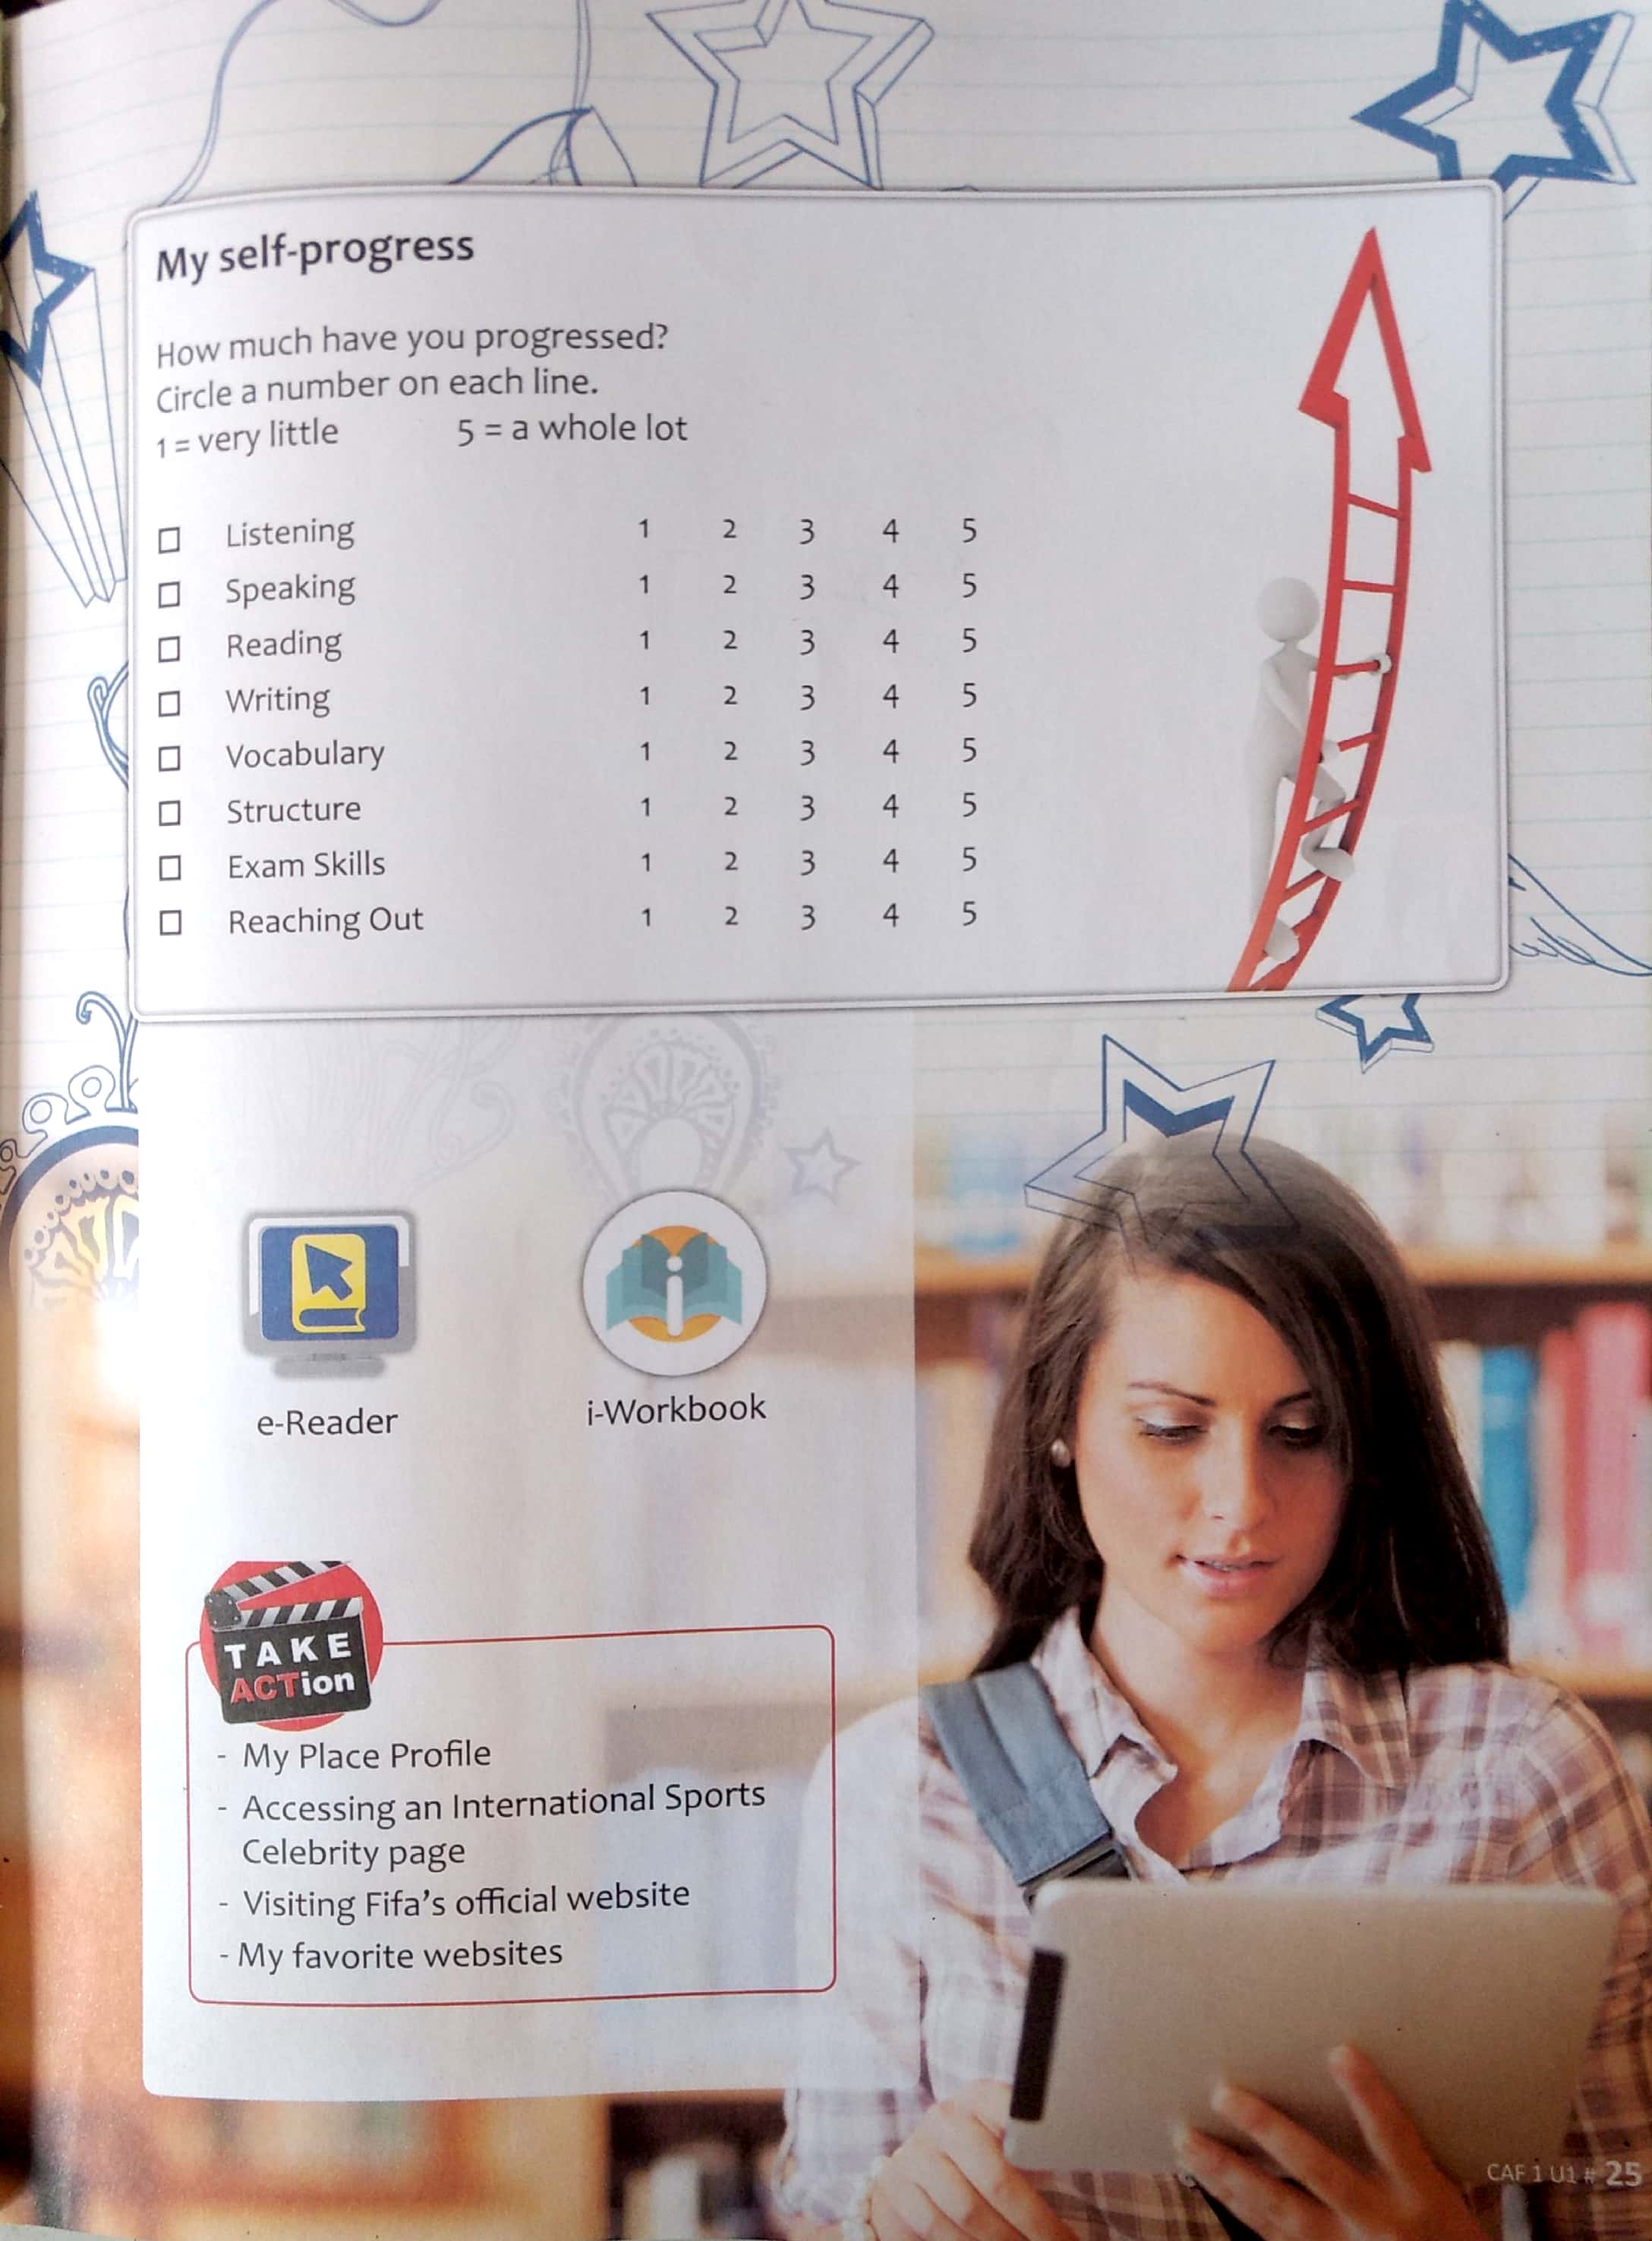 My self-progress
How much have you progressed?
Circle a number on each line.
1 = very little 5 = a whole lot
Listening 1 2 3 4 5
Speaking 1 2 3 4 5
Reading 1 2 3 4 5
Writing 1 2 3 4 5
Vocabulary 1 2 3 4 5
Structure 1 2 3 4 5
Exam Skills 1 2 3 4 5
Reaching Out 1 2 3 4 5
e-Reader
i-Workbook
TAKE
ACTion
- My Place Profile
- Accessing an International Sports
Celebrity page
- Visiting Fifa's official website
- My favorite websites
CAF 1 U1 # 25